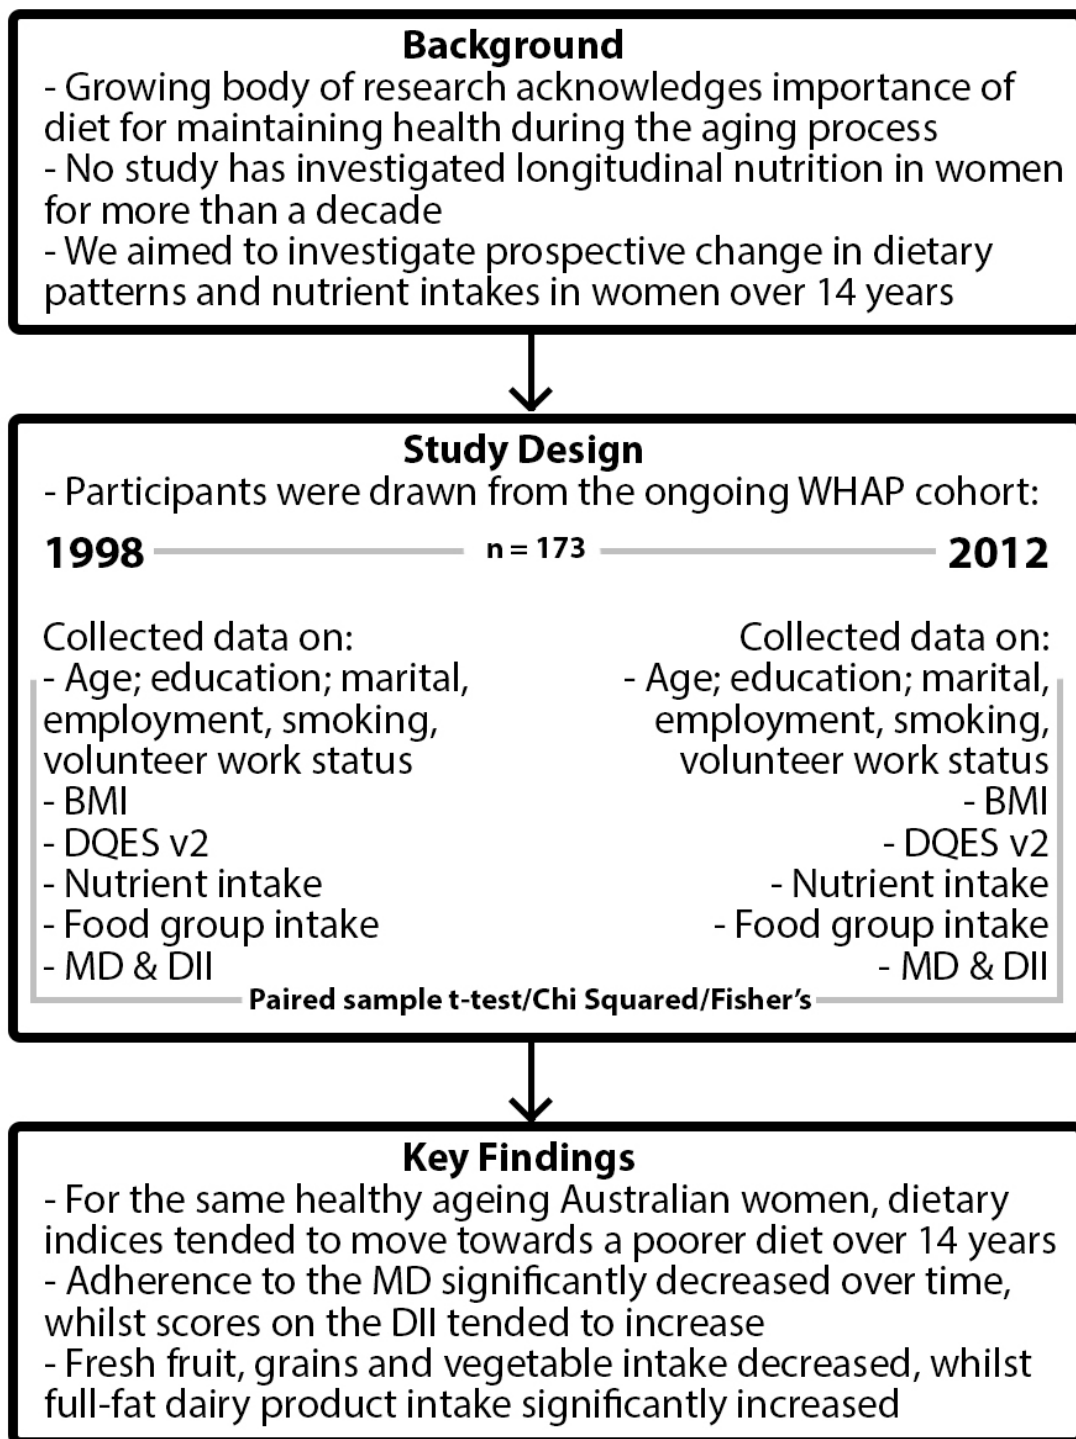 Background
- Growing body of research acknowledges importance of
diet for maintaining health during the aging process
- No study has investigated longitudinal nutrition in women
for more than a decade
- We aimed to investigate prospective change in dietary
patterns and nutrient intakes in women over 14 years
Study Design
- Participants were drawn from the ongoing WHAP cohort:
1998 n = 173 2012
Collected data on:
- Age; education; marital,
employment, smoking,
volunteer work status
- BMI
- DQES v2
- Nutrient intake
- Food group intake
- MD & DII
Collected data on:
- Age; education; marital,
employment, smoking,
volunteer work status
- BMI
- DQES v2
- Nutrient intake
- Food group intake
- MD & DII
Paired sample t-test/Chi Squared/Fisher's
Key Findings
- For the same healthy ageing Australian women, dietary
indices tended to move towards a poorer diet over 14 years
- Adherence to the MD significantly decreased over time,
whilst scores on the DII tended to increase
- Fresh fruit, grains and vegetable intake decreased, whilst
full-fat dairy product intake significantly increased